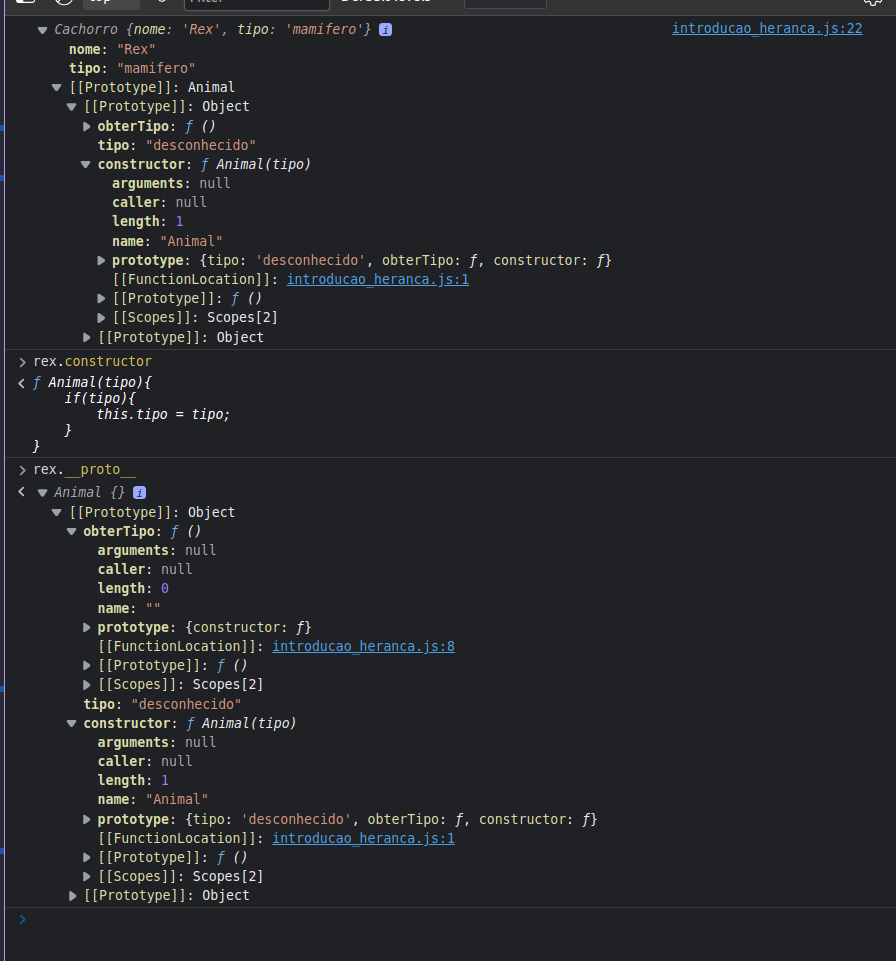 top
Filter
Default levels
Cachorro {nome: 'Rex', tipo: 'mamifero'} i introducao_heranca.js:22
nome: "Rex"
tipo: "mamifero"
[[Prototype]]: Animal
[[Prototype]]: Object
obterTipo: ƒ ()
tipo: "desconhecido"
constructor: ƒ Animal(tipo)
arguments: null
caller: null
length: 1
name: "Animal"
prototype: {tipo: 'desconhecido', obterTipo: ƒ, constructor: ƒ}
[[FunctionLocation]]: introducao_heranca.js:1
[[Prototype]]: ƒ ()
[[Scopes]]: Scopes[2]
[[Prototype]]: Object
rex.constructor
ƒ Animal(tipo){
if(tipo){
this.tipo = tipo;
}
}
rex.__proto__
Animal {} i
[[Prototype]]: Object
obterTipo: ƒ ()
arguments: null
caller: null
length: 0
name: ""
prototype: {constructor: ƒ}
[[FunctionLocation]]: introducao_heranca.js:8
[[Prototype]]: ƒ ()
[[Scopes]]: Scopes[2]
tipo: "desconhecido"
constructor: ƒ Animal(tipo)
arguments: null
caller: null
length: 1
name: "Animal"
prototype: {tipo: 'desconhecido', obterTipo: ƒ, constructor: ƒ}
[[FunctionLocation]]: introducao_heranca.js:1
[[Prototype]]: ƒ ()
[[Scopes]]: Scopes[2]
[[Prototype]]: Object